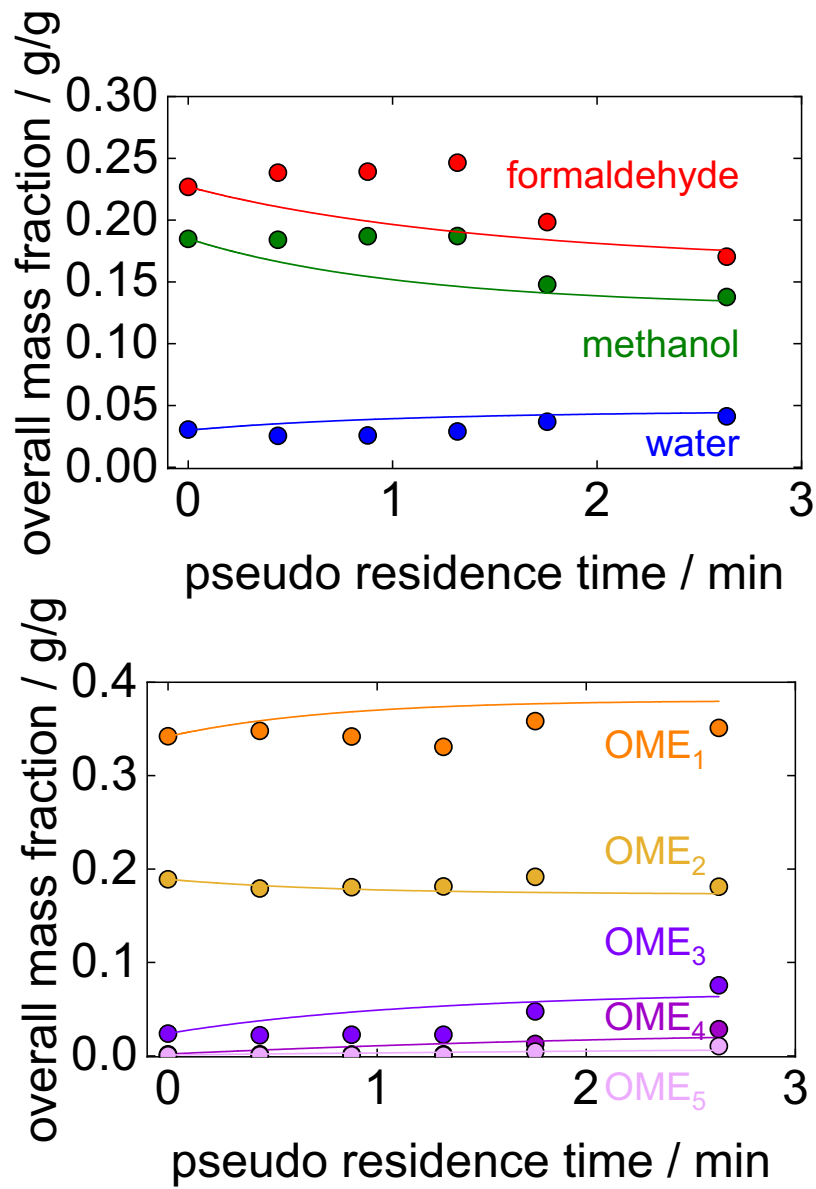 overall mass fraction / g/g
0.30
0.25
0.20
0.15
0.10
0.05
0.00
formaldehyde
methanol
water
0 1 2 3
pseudo residence time / min
overall mass fraction / g/g
0.4
0.3
0.2
0.1
0.0
OME₁
OME₂
OME₃
OME₄
OME₅
0 1 2 3
pseudo residence time / min